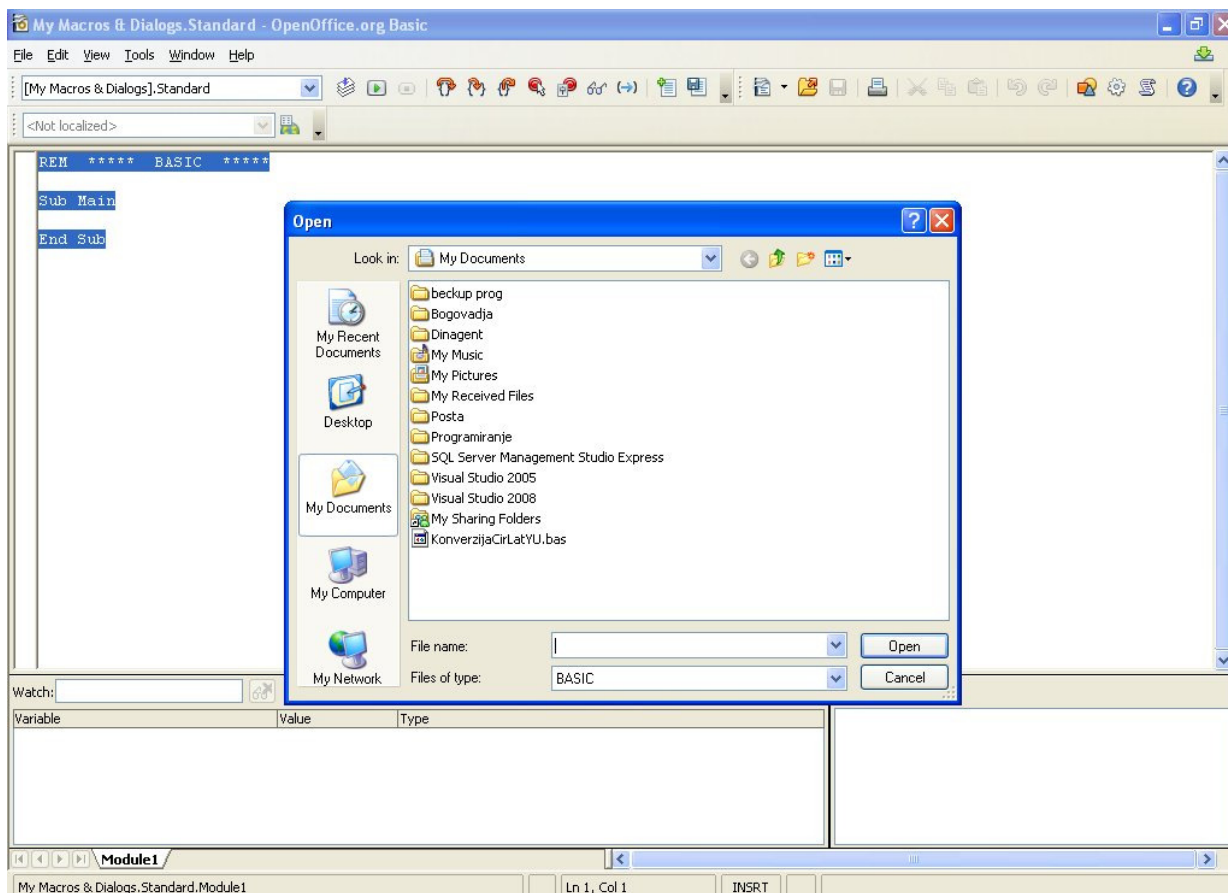 My Macros & Dialogs.Standard - OpenOffice.org Basic
File Edit View Tools Window Help
[My Macros & Dialogs].Standard
<Not localized>
REM ***** BASIC *****
Sub Main
End Sub
Open
Look in: My Documents
My Recent Documents
Desktop
My Documents
My Computer
My Network
beckup prog
Bogovadja
Dinagent
My Music
My Pictures
My Received Files
Posta
Programiranje
SQL Server Management Studio Express
Visual Studio 2005
Visual Studio 2008
My Sharing Folders
KonverzijaCirLatYU.bas
File name: Open
Files of type: BASIC Cancel
Watch:
Variable Value Type
Module1
My Macros & Dialogs.Standard.Module1 Ln 1, Col 1 INSRT